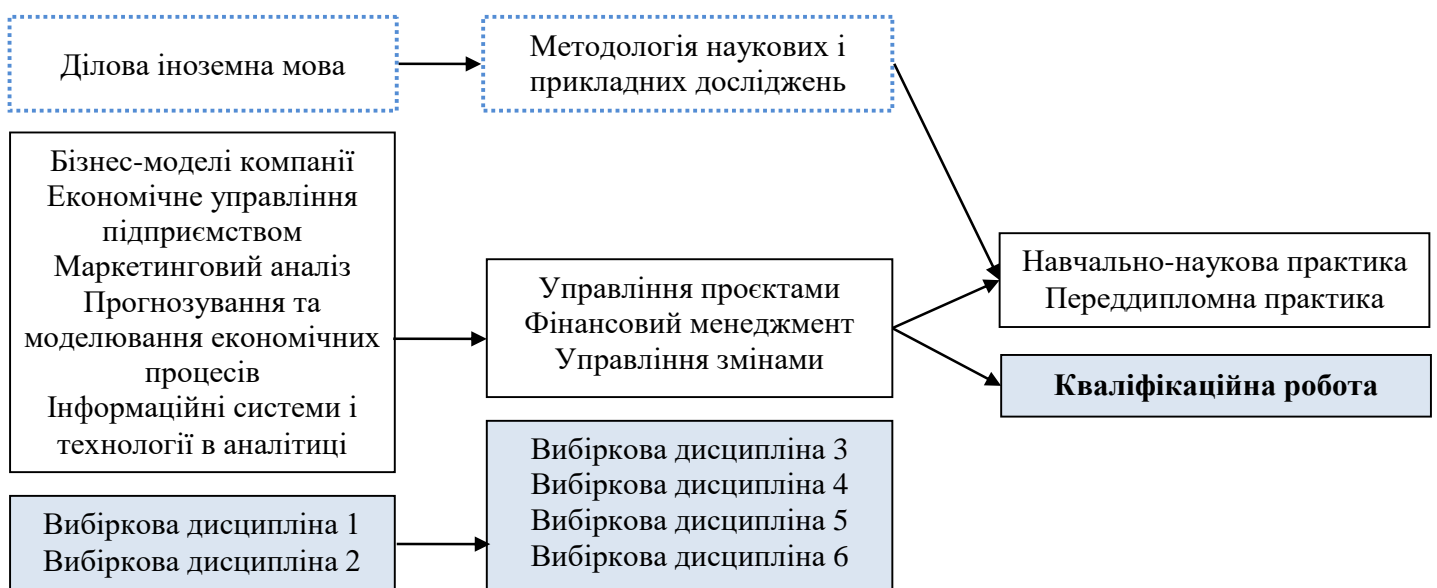 Ділова іноземна мова
Методологія наукових і
прикладних досліджень
Бізнес-моделі компанії
Економічне управління
підприємством
Маркетинговий аналіз
Прогнозування та
моделювання економічних
процесів
Інформаційні системи і
технології в аналітиці
Управління проєктами
Фінансовий менеджмент
Управління змінами
Навчально-наукова практика
Переддипломна практика
Кваліфікаційна робота
Вибіркова дисципліна 1
Вибіркова дисципліна 2
Вибіркова дисципліна 3
Вибіркова дисципліна 4
Вибіркова дисципліна 5
Вибіркова дисципліна 6